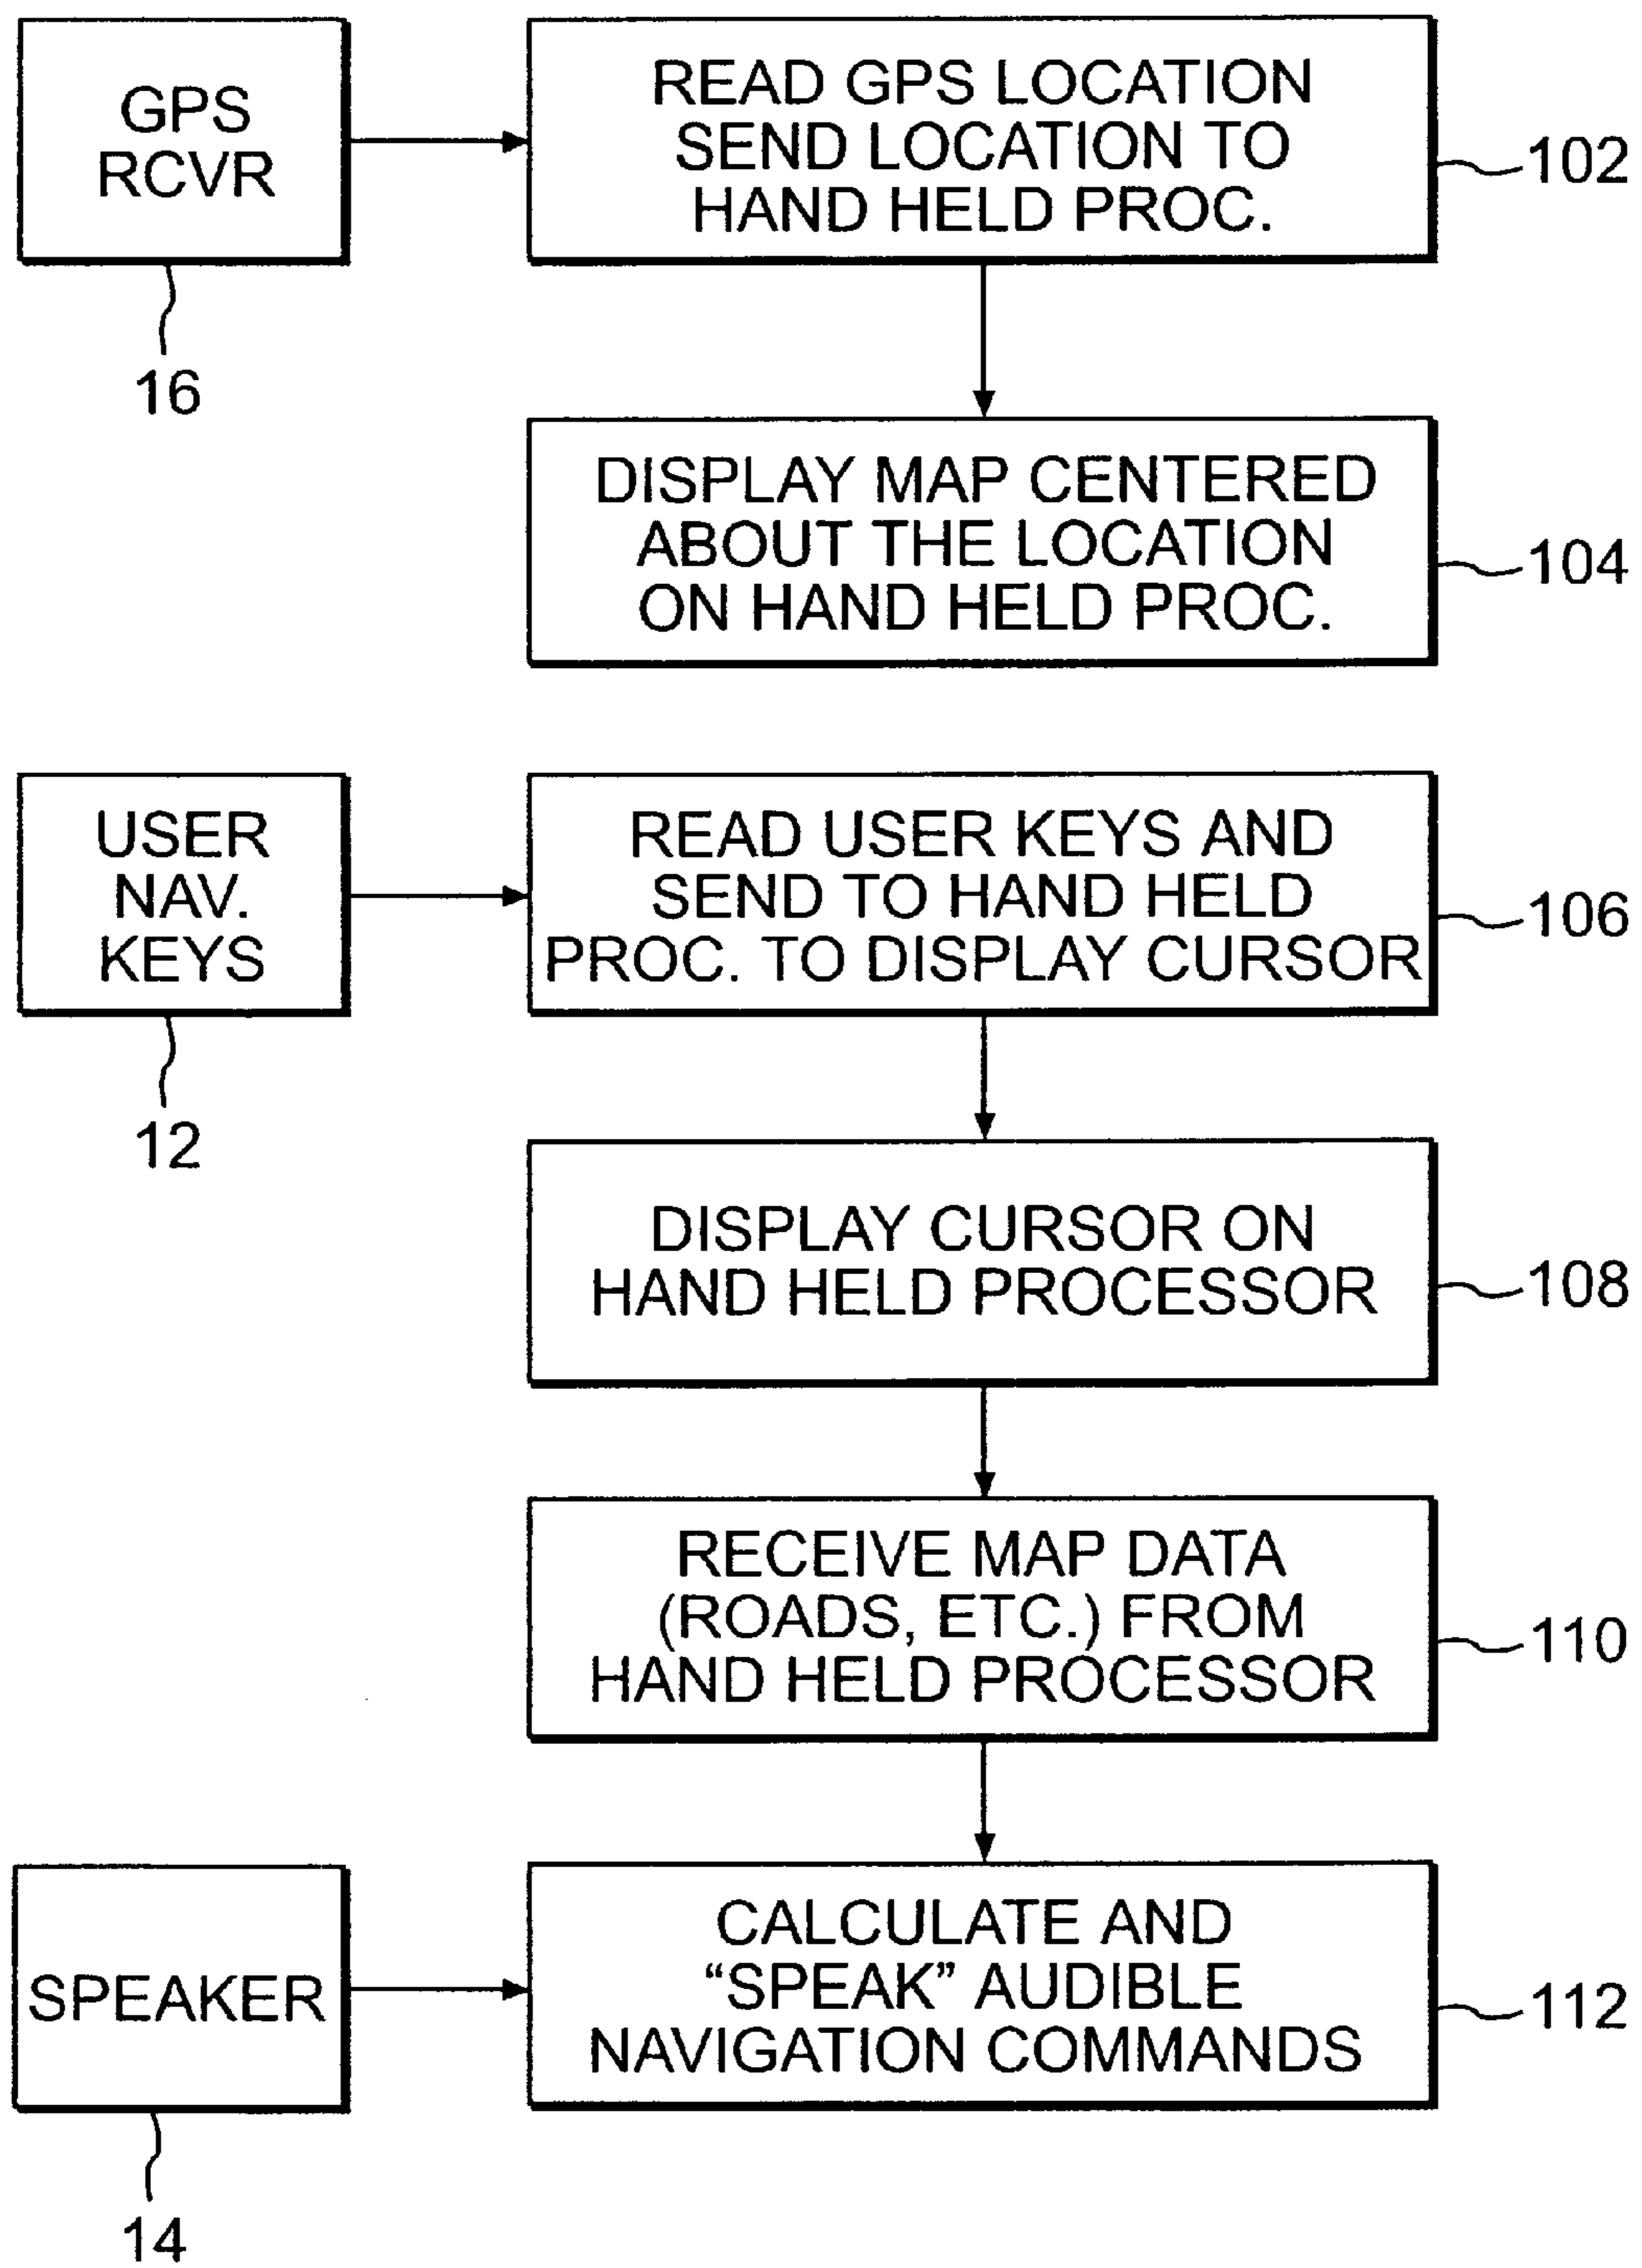 GPS
RCVR
16
READ GPS LOCATION
SEND LOCATION TO
HAND HELD PROC.
102
DISPLAY MAP CENTERED
ABOUT THE LOCATION
ON HAND HELD PROC.
104
USER
NAV.
KEYS
12
READ USER KEYS AND
SEND TO HAND HELD
PROC. TO DISPLAY CURSOR
106
DISPLAY CURSOR ON
HAND HELD PROCESSOR
108
RECEIVE MAP DATA
(ROADS, ETC.) FROM
HAND HELD PROCESSOR
110
SPEAKER
14
CALCULATE AND
“SPEAK” AUDIBLE
NAVIGATION COMMANDS
112